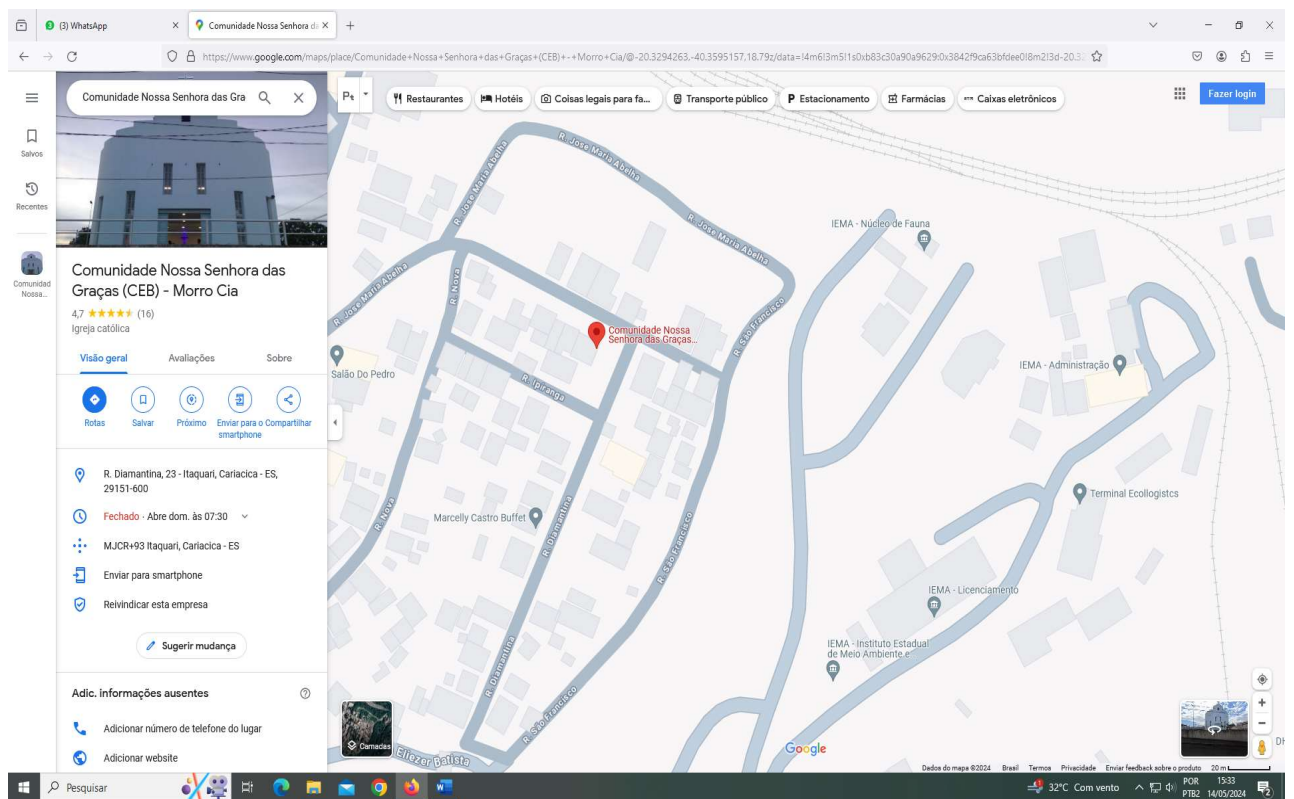 (3) WhatsApp
Comunidade Nossa Senhora da
https://www.google.com/maps/place/Comunidade+Nossa+Senhora+das+Graças+(CEB)+-+Morro+Cia/@-20.3294263,-40.3595157,18.79z/data=!4m6!3m5!1s0xb83c30a90a9629:0x3842f9ca63bfdee0!8m2!3d-20.3
Comunidade Nossa Senhora das Gra
Restaurantes
Hotéis
Coisas legais para fa...
Transporte público
P Estacionamento
Farmácias
Caixas eletrônicos
Fazer login
Salvos
Recentes
Comunidad
Nossa...
Comunidade Nossa Senhora das
Graças (CEB) - Morro Cia
4,7 (16)
Igreja católica
Visão geral
Avaliações
Sobre
Rotas
Salvar
Próximo
Enviar para o
smartphone
Compartilhar
R. Diamantina, 23 - Itaquari, Cariacica - ES,
29151-600
Fechado · Abre dom. às 07:30
MJCR+93 Itaquari, Cariacica - ES
Enviar para smartphone
Reivindicar esta empresa
Sugerir mudança
Adic. informações ausentes
Adicionar número de telefone do lugar
Adicionar website
R. Jose Maria Abelha
R. Jose Maria Abelha
R. Jose Maria Abelha
R. Jose Maria Abelha
R. Nova
R. São Francisco
Comunidade Nossa
Senhora das Graças...
Salão Do Pedro
R. Ipiranga
R. Nova
Marcelly Castro Buffet
R. Diamantina
R. São Francisco
R. Diamantina
R. São Francisco
Eliezer Batista
IEMA - Núcleo de Fauna
IEMA - Administração
Terminal Ecollogistcs
IEMA - Licenciamento
IEMA - Instituto Estadual
de Meio Ambiente e
Camadas
Google
Dados do mapa ©2024 Brasil Termos Privacidade Enviar feedback sobre o produto 20 m
Pesquisar
32°C Com vento
POR
PTB2
15:33
14/05/2024